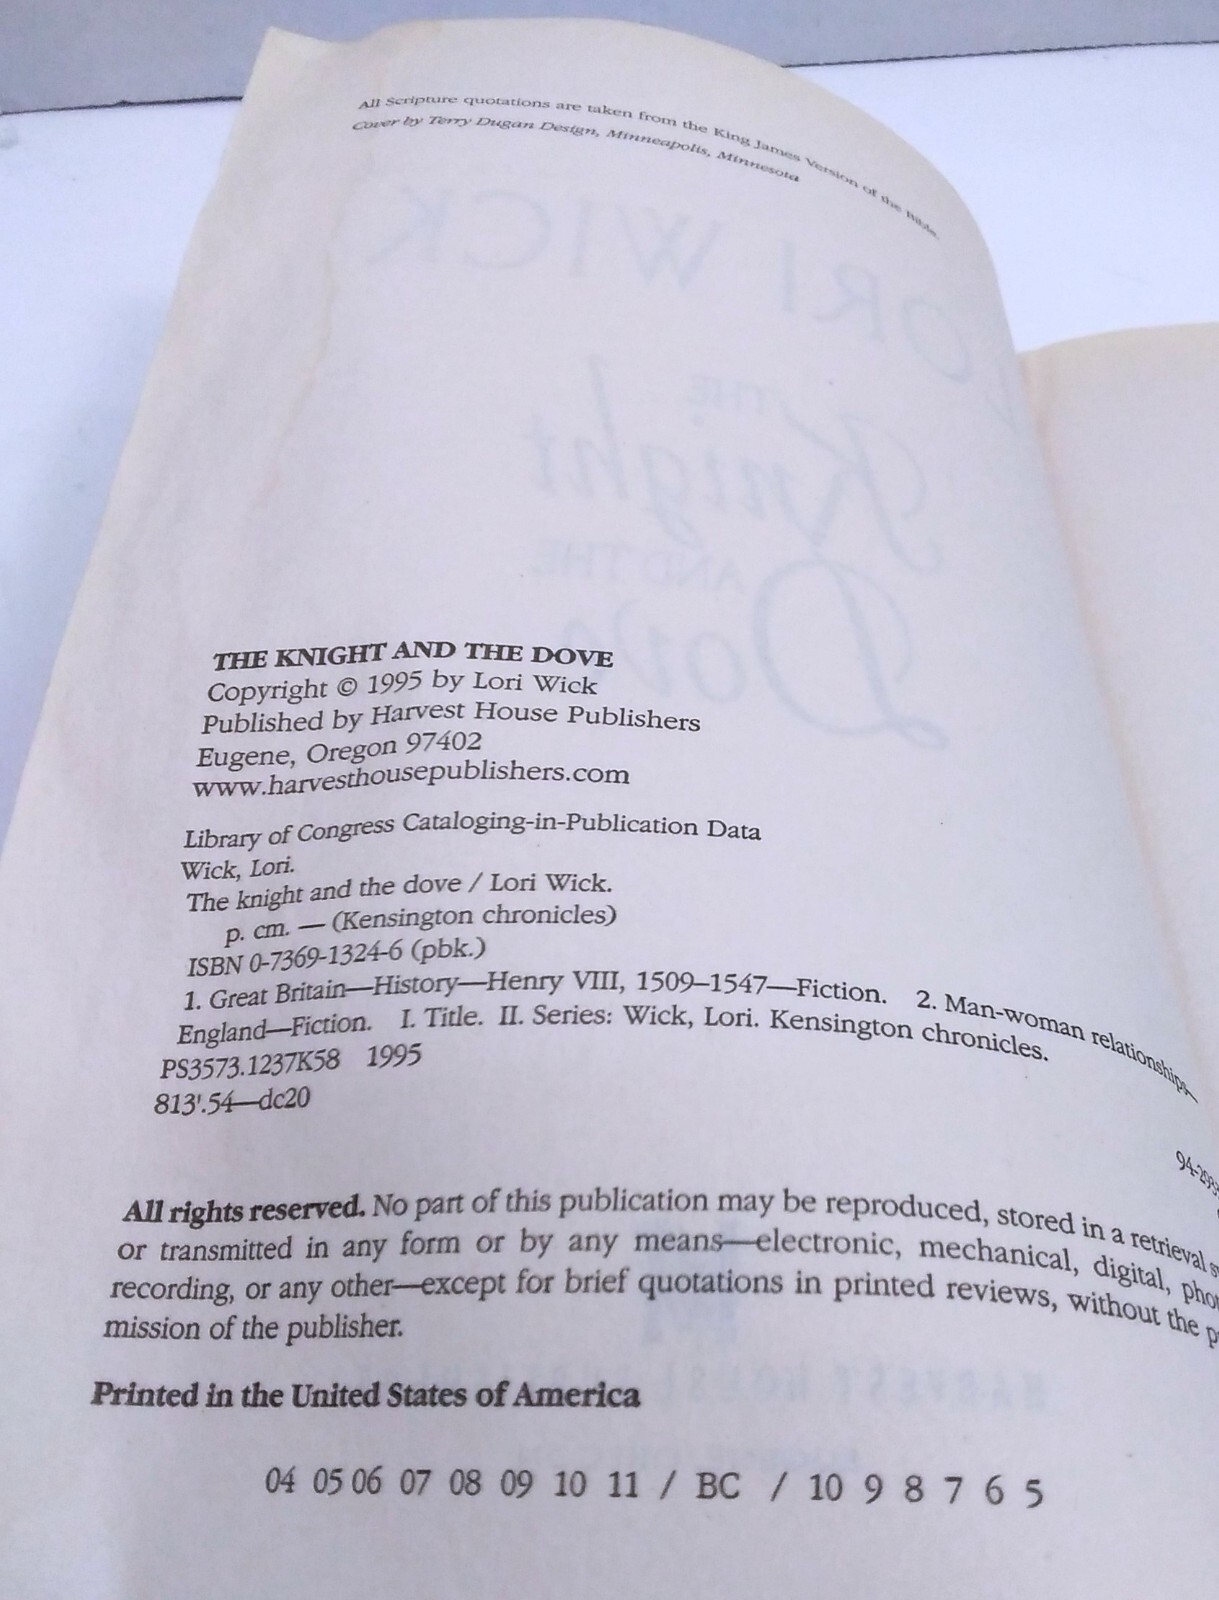 All Scripture quotations are taken from the King James Version of the Bible.
Cover by Terry Dugan Design, Minneapolis, Minnesota
THE KNIGHT AND THE DOVE
Copyright © 1995 by Lori Wick
Published by Harvest House Publishers
Eugene, Oregon 97402
www.harvesthousepublishers.com
Library of Congress Cataloging-in-Publication Data
Wick, Lori.
The knight and the dove / Lori Wick.
p. cm. — (Kensington chronicles)
ISBN 0-7369-1324-6 (pbk.)
1. Great Britain—History—Henry VIII, 1509–1547—Fiction. 2. Man-woman relationships—
England—Fiction. I. Title. II. Series: Wick, Lori. Kensington chronicles.
PS3573.1237K58 1995
813'.54—dc20
All rights reserved. No part of this publication may be reproduced, stored in a retrieval
or transmitted in any form or by any means—electronic, mechanical, digital,
recording, or any other—except for brief quotations in printed reviews, without the
mission of the publisher.
Printed in the United States of America
04 05 06 07 08 09 10 11 / BC / 10 9 8 7 6 5